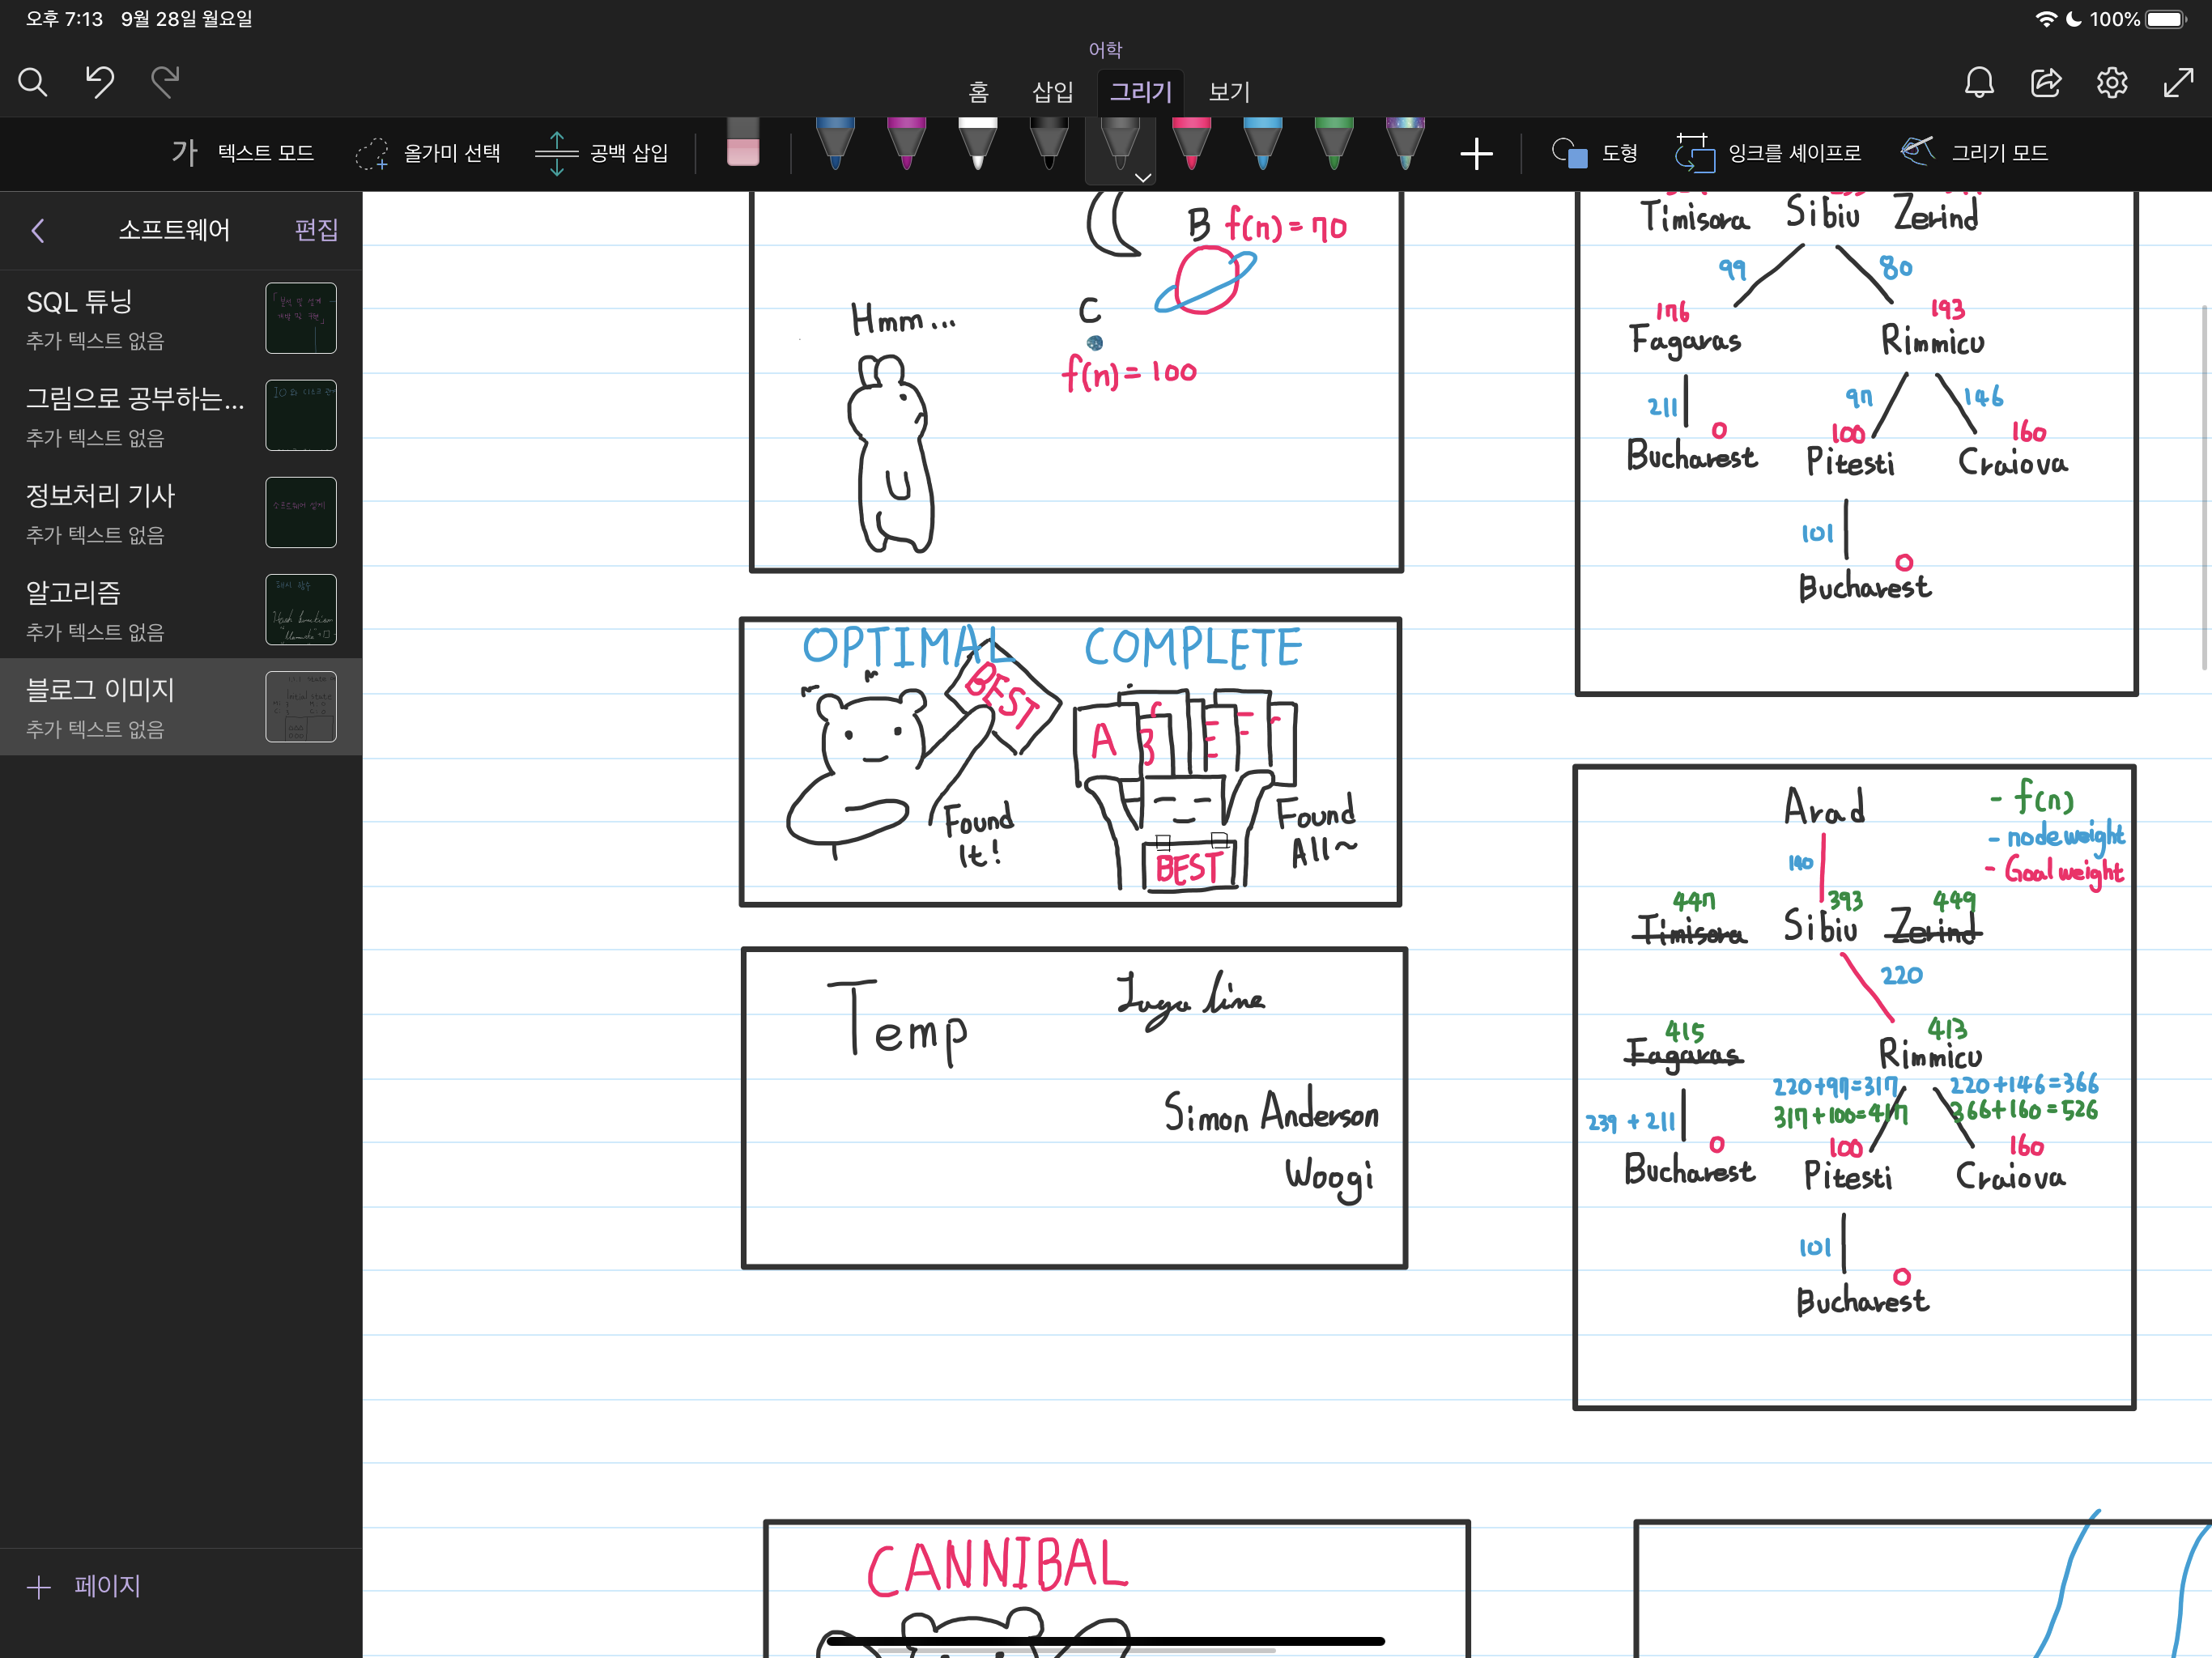 오후 7:13 9월 28일 월요일
100%
어학
홈 삽입 그리기 보기
가 텍스트 모드 올가미 선택 공백 삽입 도형 잉크를 셰이프로 그리기 모드
소프트웨어 편집
SQL 튜닝
추가 텍스트 없음
그림으로 공부하는...
추가 텍스트 없음
정보처리 기사
추가 텍스트 없음
알고리즘
추가 텍스트 없음
블로그 이미지
추가 텍스트 없음
+ 페이지
B f(n) = 70
Hmm...
C
f(n) = 100
OPTIMAL COMPLETE
BEST
A B E F
Found
It!
Found
All~
BEST
Temp
line
Simon Anderson
Woogi
CANNIBAL
Timisora Sibiu Zerind
99 80
176 193
Fagaras Rimmicu
211 97 146
0 100 160
Bucharest Pitesti Craiova
101
0
Bucharest
Arad
- f(n)
- node weight
- Goal weight
140
447 393 449
Timisora Sibiu Zerind
220
415 413
Fagaras Rimmicu
220+97=317 220+146=366
317+100=417 366+160=526
239 + 211
0 100 160
Bucharest Pitesti Craiova
101
0
Bucharest